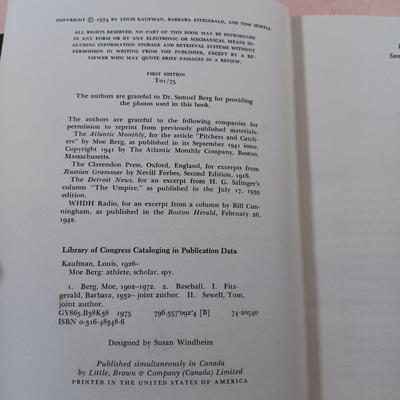 COPYRIGHT © 1974 BY LOUIS KAUFMAN, BARBARA FITZGERALD, AND TOM SEWELL
ALL RIGHTS RESERVED. NO PART OF THIS BOOK MAY BE REPRODUCED
IN ANY FORM OR BY ANY ELECTRONIC OR MECHANICAL MEANS IN-
CLUDING INFORMATION STORAGE AND RETRIEVAL SYSTEMS WITHOUT
PERMISSION IN WRITING FROM THE PUBLISHER, EXCEPT BY A RE-
VIEWER WHO MAY QUOTE BRIEF PASSAGES IN A REVIEW.
FIRST EDITION
T01/75
The authors are grateful to Dr. Samuel Berg for providing
the photos used in this book.
The authors are grateful to the following companies for
permission to reprint from previously published materials:
The Atlantic Monthly, for the article "Pitchers and Catch-
ers" by Moe Berg, as published in its September 1941 issue.
Copyright 1941 by The Atlantic Monthly Company, Boston,
Massachusetts.
The Clarendon Press, Oxford, England, for excerpts from
Russian Grammar by Nevill Forbes, Second Edition, 1916.
The Detroit News, for an excerpt from H. G. Salinger's
column "The Umpire," as published in the July 17, 1939
edition.
WHDH Radio, for an excerpt from a column by Bill Cun-
ningham, as published in the Boston Herald, February 26,
1942.
Library of Congress Cataloging in Publication Data
Kaufman, Louis, 1926–
Moe Berg: athlete, scholar, spy.
1. Berg, Moe, 1902–1972. 2. Baseball. I. Fitz-
gerald, Barbara, 1932– joint author. II. Sewell, Tom,
joint author.
GV865.B38K38 1975 796.357'092'4 [B] 74-20540
ISBN 0-316-48348-6
Designed by Susan Windheim
Published simultaneously in Canada
by Little, Brown & Company (Canada) Limited
PRINTED IN THE UNITED STATES OF AMERICA